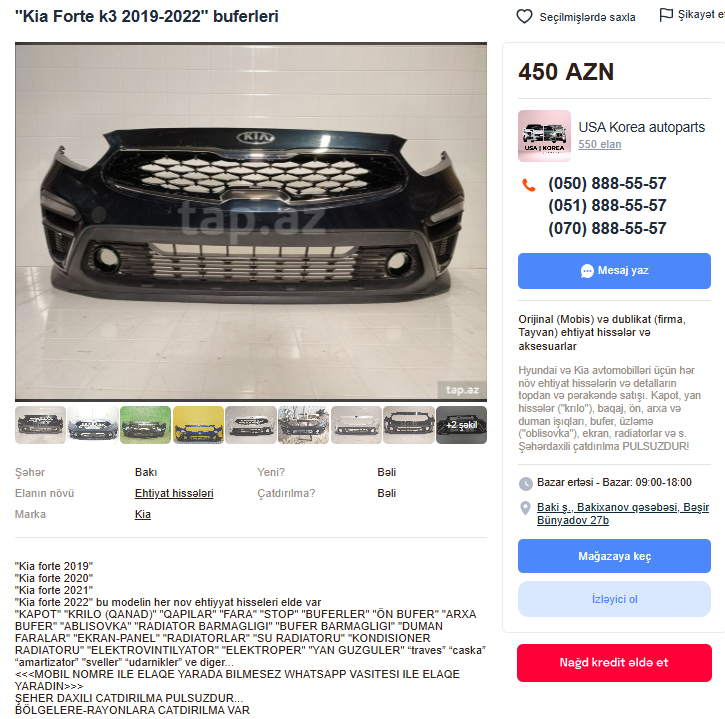 "Kia Forte k3 2019-2022" buferleri
Seçilmişlərdə saxla
Şikayət et
KIA
tap.az
tap.az
+2 şəkil
Şəhər Bakı Yeni? Bəli
Elanın növü Ehtiyat hissələri Çatdırılma? Bəli
Marka Kia
"Kia forte 2019"
"Kia forte 2020"
"Kia forte 2021"
"Kia forte 2022" bu modelin her nov ehtiyyat hisseleri elde var
"KAPOT" "KRILO (QANAD)" "QAPILAR" "FARA" "STOP" "BUFERLER" "ÖN BUFER" "ARXA
BUFER" "ABLISOVKA" "RADIATOR BARMAGLIGI" "BUFER BARMAGLIGI" "DUMAN
FARALAR" "EKRAN-PANEL" "RADIATORLAR" "SU RADIATORU" "KONDISIONER
RADIATORU" "ELEKTROVINTILYATOR" "ELEKTROPER" "YAN GUZGULER" “traves” “caska”
“amartizator” "sveller” “udarnikler” ve diger...
<<<MOBIL NOMRE ILE ELAQE YARADA BILMESEZ WHATSAPP VASITESI ILE ELAQE
YARADIN>>>
ŞEHER DAXILI CATDIRILMA PULSUZDUR...
BÖLGELERE-RAYONLARA CATDIRILMA VAR
450 AZN
USA | KOREA
USA Korea autoparts
550 elan
(050) 888-55-57
(051) 888-55-57
(070) 888-55-57
Mesaj yaz
Orijinal (Mobis) və dublikat (firma,
Tayvan) ehtiyat hissələr və
aksesuarlar
Hyundai və Kia avtomobilləri üçün hər
növ ehtiyat hissələrin və detalların
topdan və pərakəndə satışı. Kapot, yan
hissələr ("krılo"), baqaj, ön, arxa və
duman işıqları, bufer, üzləmə
("oblisovka"), ekran, radiatorlar və s.
Şəhərdaxili çatdırılma PULSUZDUR!
Bazar ertəsi - Bazar: 09:00-18:00
Bakı ş., Bakıxanov qəsəbəsi, Bəşir
Bünyadov 27b
Mağazaya keç
İzləyici ol
Nağd kredit əldə et